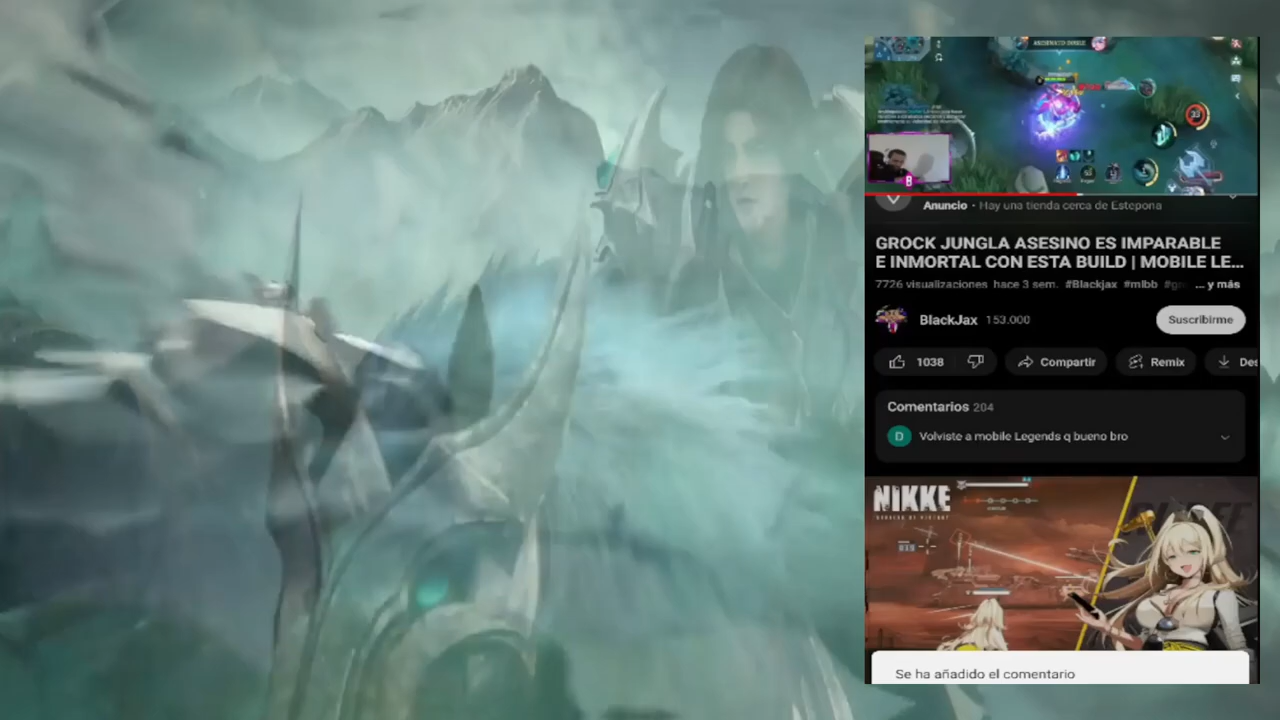 Anuncio · Hay una tienda cerca de Estepona
GROCK JUNGLA ASESINO ES IMPARABLE
E INMORTAL CON ESTA BUILD | MOBILE LE...
7726 visualizaciones hace 3 sem. #Blackjax #mlbb ... y más
BlackJax 153.000
Suscribirme
1038 Compartir Remix Des
Comentarios 204
D Volviste a mobile Legends q bueno bro
NIKKE
Se ha añadido el comentario